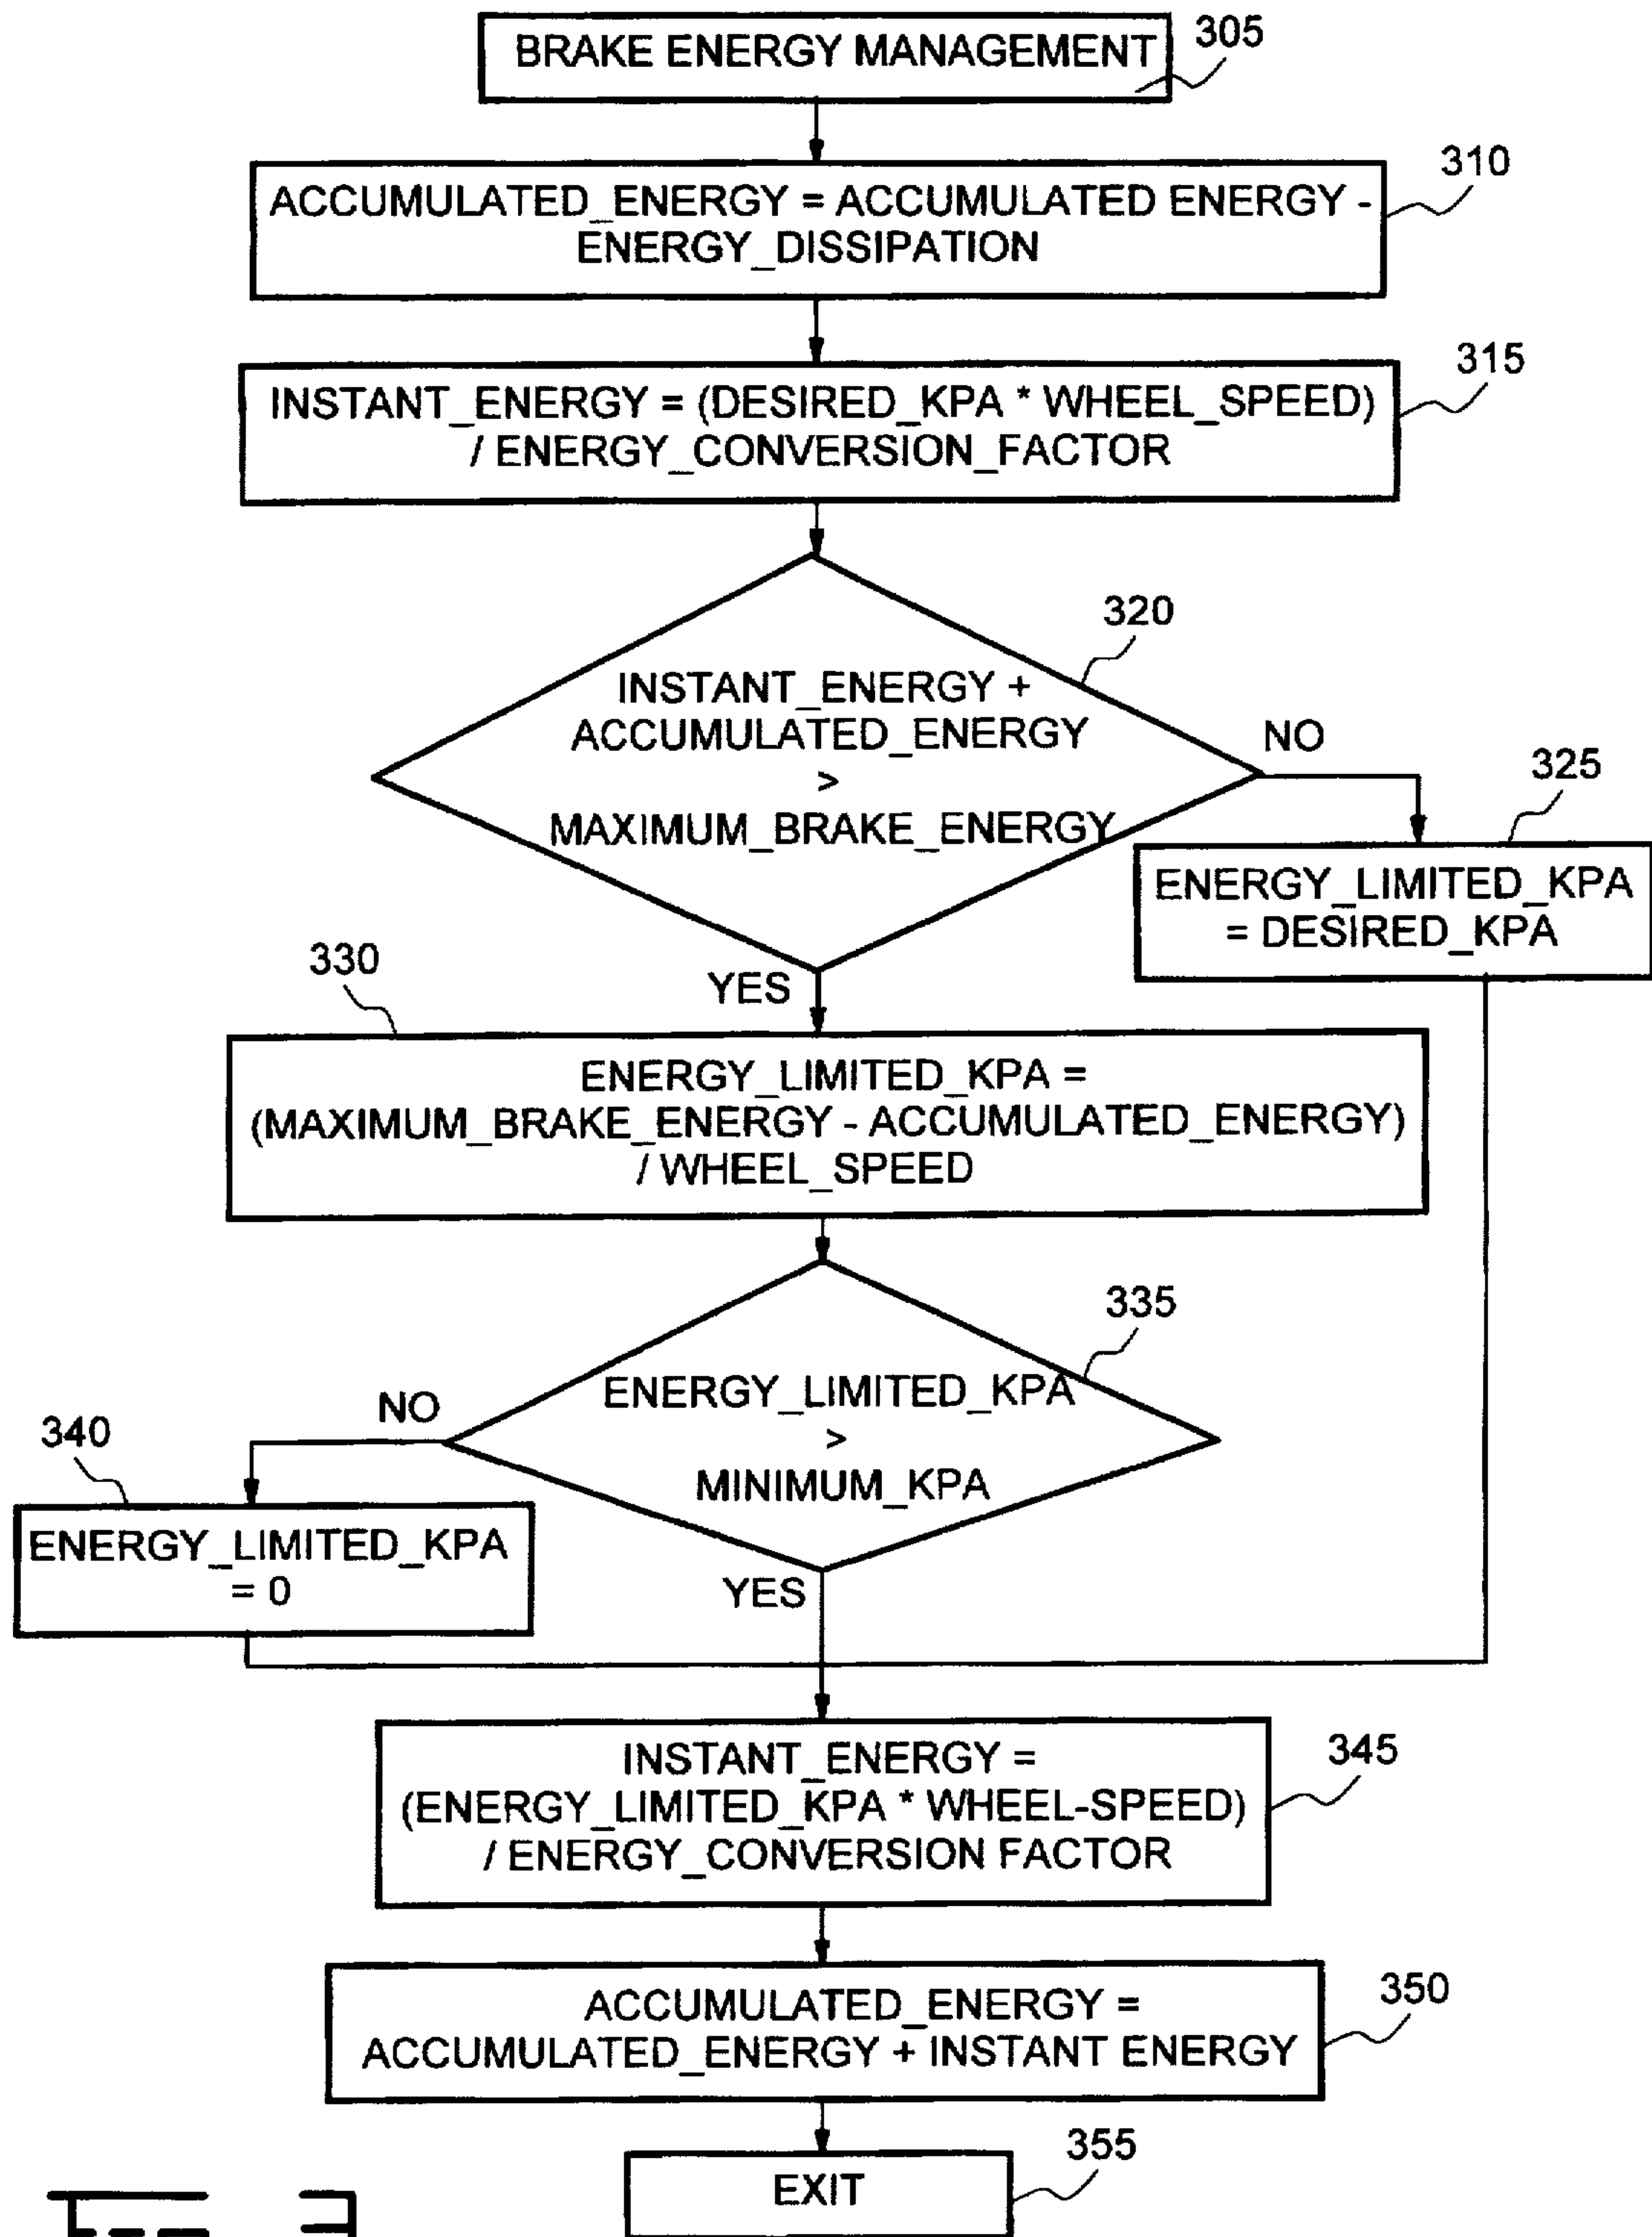 BRAKE ENERGY MANAGEMENT
305
ACCUMULATED_ENERGY = ACCUMULATED ENERGY -
ENERGY_DISSIPATION
310
INSTANT_ENERGY = (DESIRED_KPA * WHEEL_SPEED)
/ ENERGY_CONVERSION_FACTOR
315
320
INSTANT_ENERGY +
ACCUMULATED_ENERGY
>
MAXIMUM_BRAKE_ENERGY
NO
325
ENERGY_LIMITED_KPA
= DESIRED_KPA
YES
330
ENERGY_LIMITED_KPA =
(MAXIMUM_BRAKE_ENERGY - ACCUMULATED_ENERGY)
/ WHEEL_SPEED
335
ENERGY_LIMITED_KPA
>
MINIMUM_KPA
NO
340
ENERGY_LIMITED_KPA
= 0
YES
INSTANT_ENERGY =
(ENERGY_LIMITED_KPA * WHEEL-SPEED)
/ ENERGY_CONVERSION FACTOR
345
ACCUMULATED_ENERGY =
ACCUMULATED_ENERGY + INSTANT ENERGY
350
EXIT
355